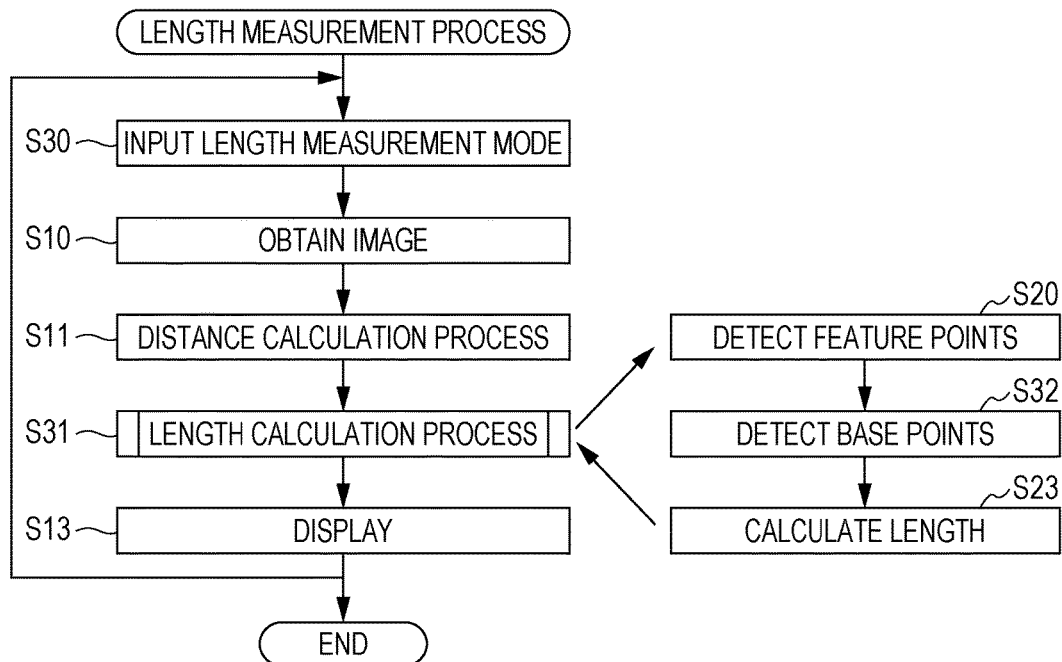 LENGTH MEASUREMENT PROCESS
S30
INPUT LENGTH MEASUREMENT MODE
S10
OBTAIN IMAGE
S11
DISTANCE CALCULATION PROCESS
S31
LENGTH CALCULATION PROCESS
S13
DISPLAY
END
S20
DETECT FEATURE POINTS
S32
DETECT BASE POINTS
S23
CALCULATE LENGTH